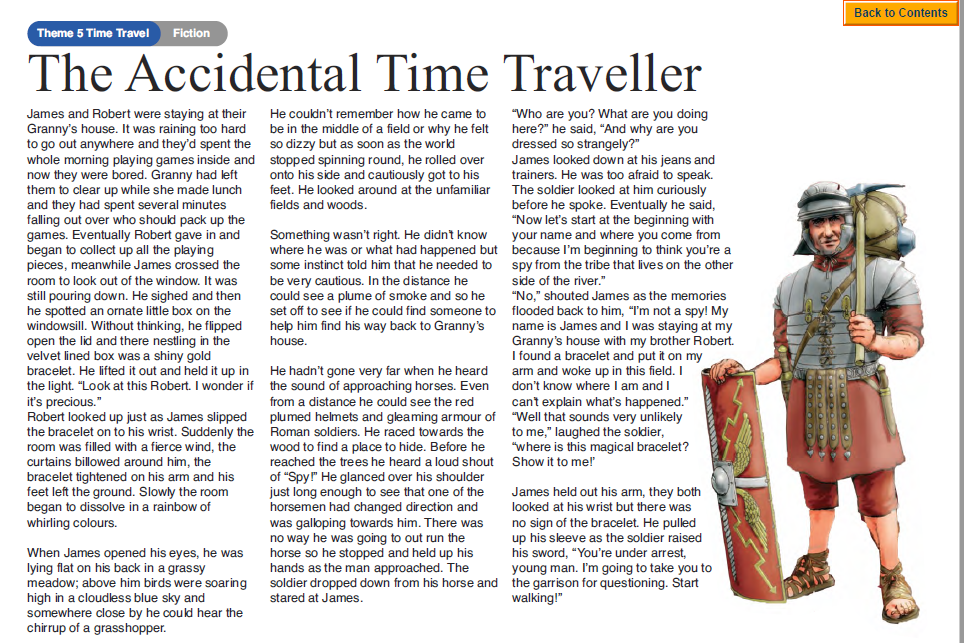 Back to Contents
Theme 5 Time Travel
Fiction
The Accidental Time Traveller
James and Robert were staying at their
Granny's house. It was raining too hard
to go out anywhere and they'd spent the
whole morning playing games inside and
now they were bored. Granny had left
them to clear up while she made lunch
and they had spent several minutes
falling out over who should pack up the
games. Eventually Robert gave in and
began to collect up all the playing
pieces, meanwhile James crossed the
room to look out of the window. It was
still pouring down. He sighed and then
he spotted an ornate little box on the
windowsill. Without thinking, he flipped
open the lid and there nestling in the
velvet lined box was a shiny gold
bracelet. He lifted it out and held it up in
the light. “Look at this Robert. I wonder if
it's precious.”
Robert looked up just as James slipped
the bracelet on to his wrist. Suddenly the
room was filled with a fierce wind, the
curtains billowed around him, the
bracelet tightened on his arm and his
feet left the ground. Slowly the room
began to dissolve in a rainbow of
whirling colours.
When James opened his eyes, he was
lying flat on his back in a grassy
meadow; above him birds were soaring
high in a cloudless blue sky and
somewhere close by he could hear the
chirrup of a grasshopper.
He couldn't remember how he came to
be in the middle of a field or why he felt
so dizzy but as soon as the world
stopped spinning round, he rolled over
onto his side and cautiously got to his
feet. He looked around at the unfamiliar
fields and woods.
Something wasn't right. He didn't know
where he was or what had happened but
some instinct told him that he needed to
be very cautious. In the distance he
could see a plume of smoke and so he
set off to see if he could find someone to
help him find his way back to Granny's
house.
He hadn't gone very far when he heard
the sound of approaching horses. Even
from a distance he could see the red
plumed helmets and gleaming armour of
Roman soldiers. He raced towards the
wood to find a place to hide. Before he
reached the trees he heard a loud shout
of “Spy!” He glanced over his shoulder
just long enough to see that one of the
horsemen had changed direction and
was galloping towards him. There was
no way he was going to out run the
horse so he stopped and held up his
hands as the man approached. The
soldier dropped down from his horse and
stared at James.
“Who are you? What are you doing
here?” he said, “And why are you
dressed so strangely?”
James looked down at his jeans and
trainers. He was too afraid to speak.
The soldier looked at him curiously
before he spoke. Eventually he said,
“Now let's start at the beginning with
your name and where you come from
because I'm beginning to think you're a
spy from the tribe that lives on the other
side of the river.”
“No,” shouted James as the memories
flooded back to him, “I'm not a spy! My
name is James and I was staying at my
Granny's house with my brother Robert.
I found a bracelet and put it on my
arm and woke up in this field. I
don't know where I am and I
can't explain what's happened.”
“Well that sounds very unlikely
to me,” laughed the soldier,
“where is this magical bracelet?
Show it to me!'
James held out his arm, they both
looked at his wrist but there was
no sign of the bracelet. He pulled
up his sleeve as the soldier raised
his sword, “You're under arrest,
young man. I'm going to take you to
the garrison for questioning. Start
walking!”